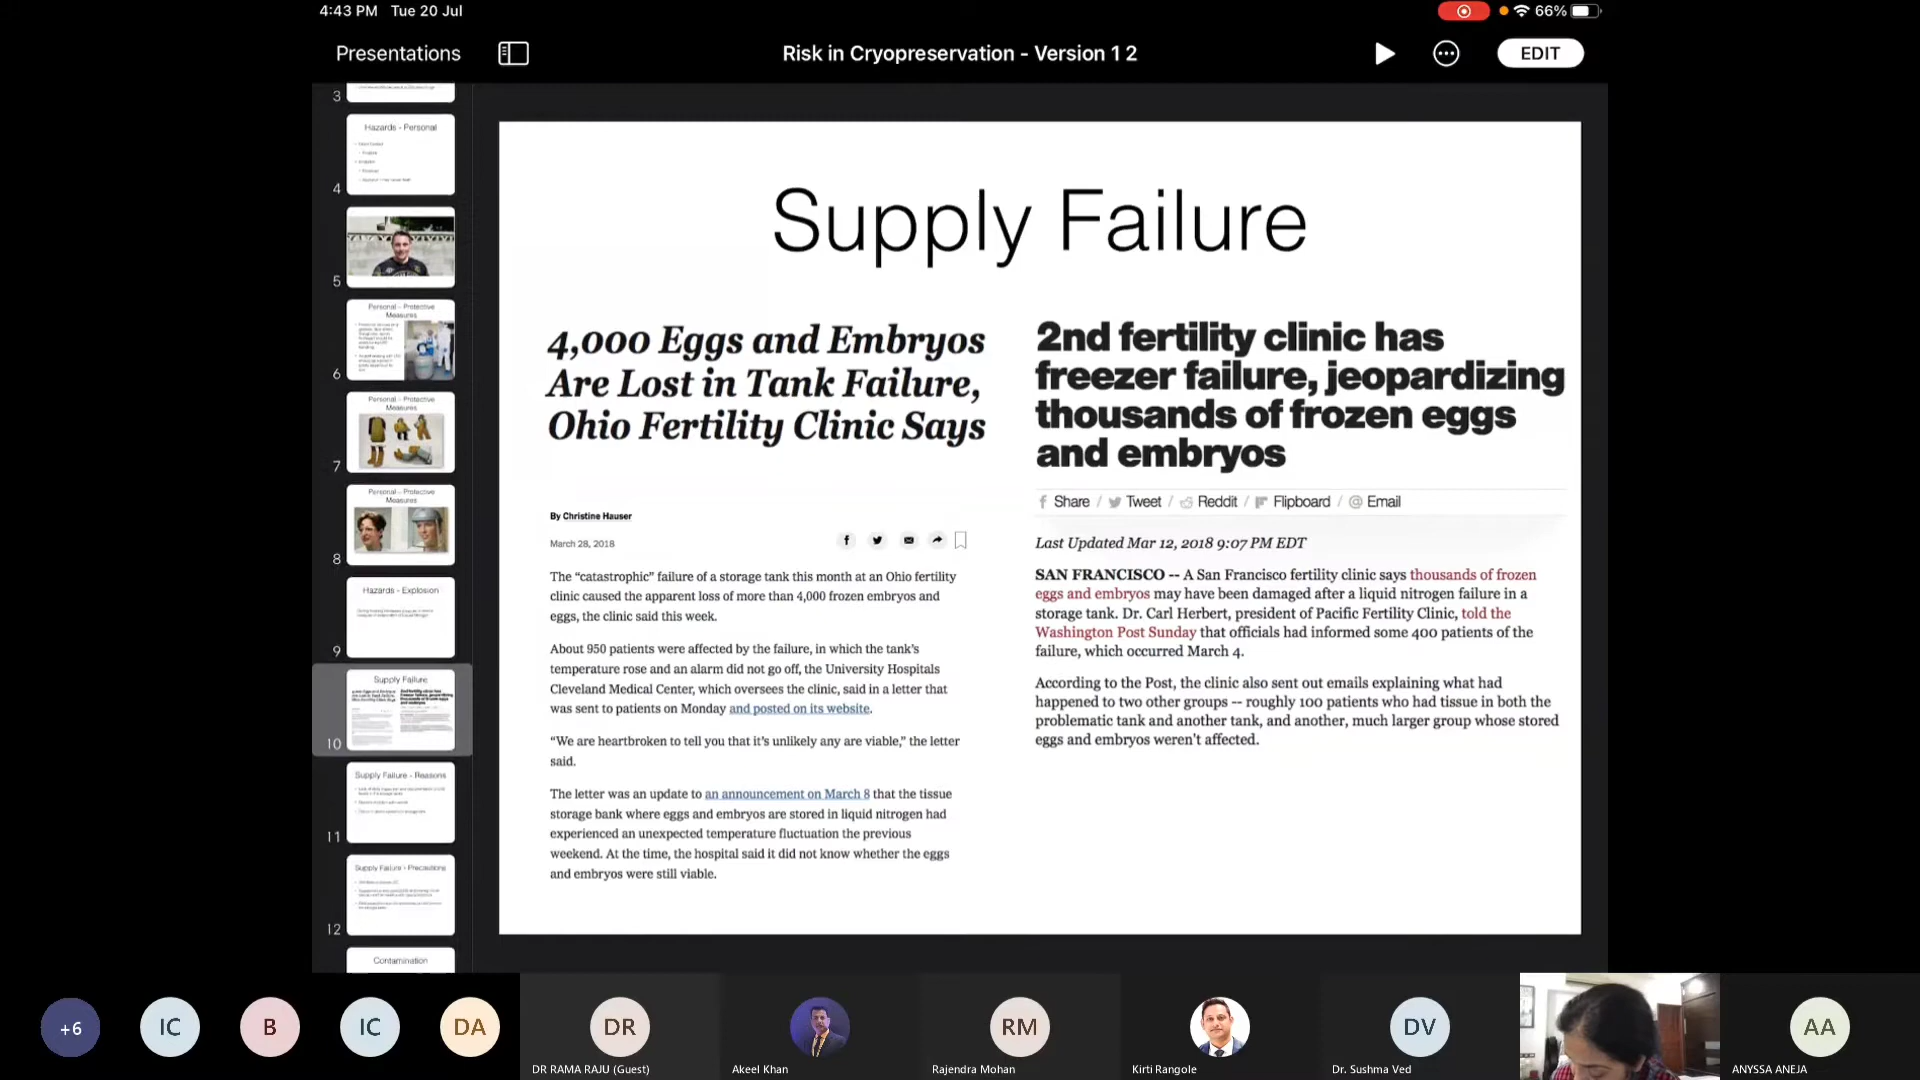 4:43 PM Tue 20 Jul
66%
Presentations
Risk in Cryopreservation - Version 1 2
EDIT
3
Hazards - Personal
4
5
Personal - Protective
Measures
6
Personal - Protective
Measures
7
Personal - Protective
Measures
8
Hazards - Explosion
9
Supply Failure
10
Supply Failure - Reasons
11
Supply Failure - Precautions
12
Contamination
Supply Failure
4,000 Eggs and Embryos
Are Lost in Tank Failure,
Ohio Fertility Clinic Says
By Christine Hauser
March 28, 2018
The “catastrophic” failure of a storage tank this month at an Ohio fertility
clinic caused the apparent loss of more than 4,000 frozen embryos and
eggs, the clinic said this week.
About 950 patients were affected by the failure, in which the tank’s
temperature rose and an alarm did not go off, the University Hospitals
Cleveland Medical Center, which oversees the clinic, said in a letter that
was sent to patients on Monday and posted on its website.
“We are heartbroken to tell you that it’s unlikely any are viable,” the letter
said.
The letter was an update to an announcement on March 8 that the tissue
storage bank where eggs and embryos are stored in liquid nitrogen had
experienced an unexpected temperature fluctuation the previous
weekend. At the time, the hospital said it did not know whether the eggs
and embryos were still viable.
2nd fertility clinic has
freezer failure, jeopardizing
thousands of frozen eggs
and embryos
Share / Tweet / Reddit / Flipboard / Email
Last Updated Mar 12, 2018 9:07 PM EDT
SAN FRANCISCO -- A San Francisco fertility clinic says thousands of frozen
eggs and embryos may have been damaged after a liquid nitrogen failure in a
storage tank. Dr. Carl Herbert, president of Pacific Fertility Clinic, told the
Washington Post Sunday that officials had informed some 400 patients of the
failure, which occurred March 4.
According to the Post, the clinic also sent out emails explaining what had
happened to two other groups -- roughly 100 patients who had tissue in both the
problematic tank and another tank, and another, much larger group whose stored
eggs and embryos weren't affected.
+6
IC
B
IC
DA
DR
RM
DV
AA
DR RAMA RAJU (Guest)
Akeel Khan
Rajendra Mohan
Kirti Rangole
Dr. Sushma Ved
ANYSSA ANEJA